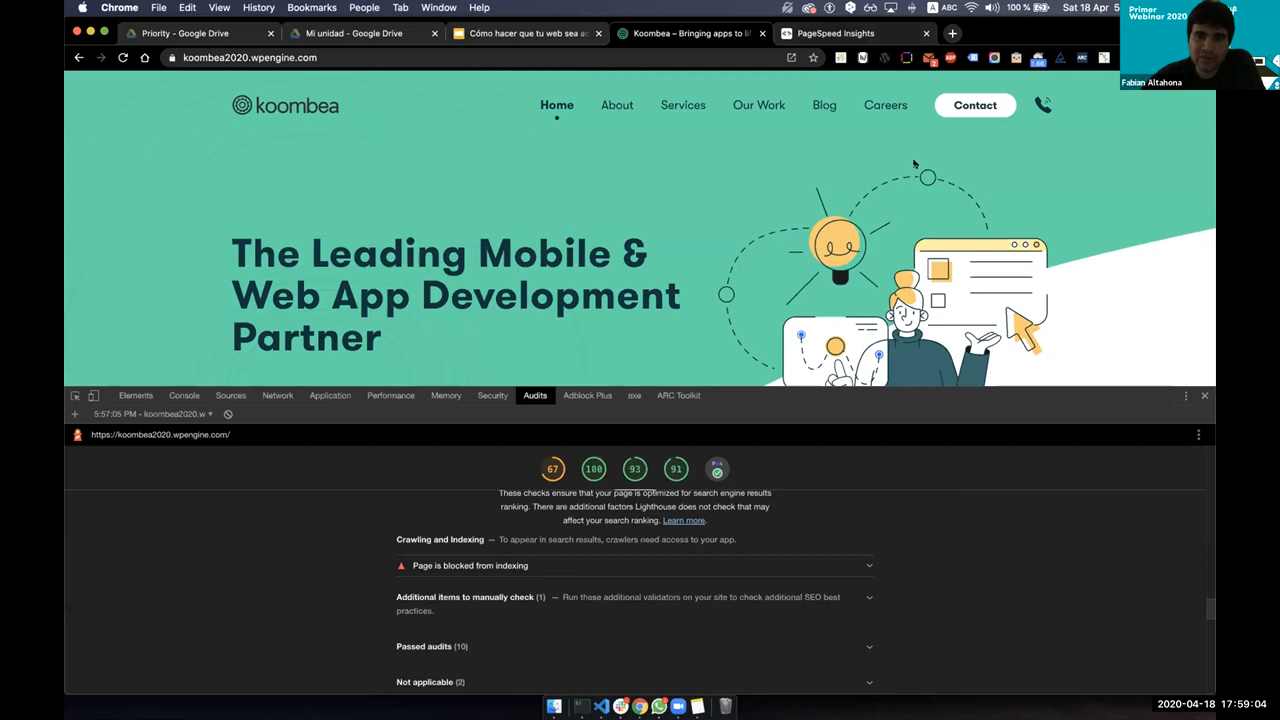 Chrome File Edit View History Bookmarks People Tab Window Help
100 %
Sat 18 Apr 5
Primer
Webinar 2020
Fabian Altahona
Priority - Google Drive
Mi unidad - Google Drive
Cómo hacer que tu web sea ac
Koombea – Bringing apps to li
PageSpeed Insights
koombea2020.wpengine.com
koombea
Home
About
Services
Our Work
Blog
Careers
Contact
The Leading Mobile &
Web App Development
Partner
Elements Console Sources Network Application Performance Memory Security Audits Adblock Plus axe ARC Toolkit
5:57:05 PM - koombea2020.w
https://koombea2020.wpengine.com/
67 100 93 91
These checks ensure that your page is optimized for search engine results
ranking. There are additional factors Lighthouse does not check that may
affect your search ranking. Learn more.
Crawling and Indexing — To appear in search results, crawlers need access to your app.
Page is blocked from indexing
Additional items to manually check (1) — Run these additional validators on your site to check additional SEO best
practices.
Passed audits (10)
Not applicable (2)
2020-04-18 17:59:04